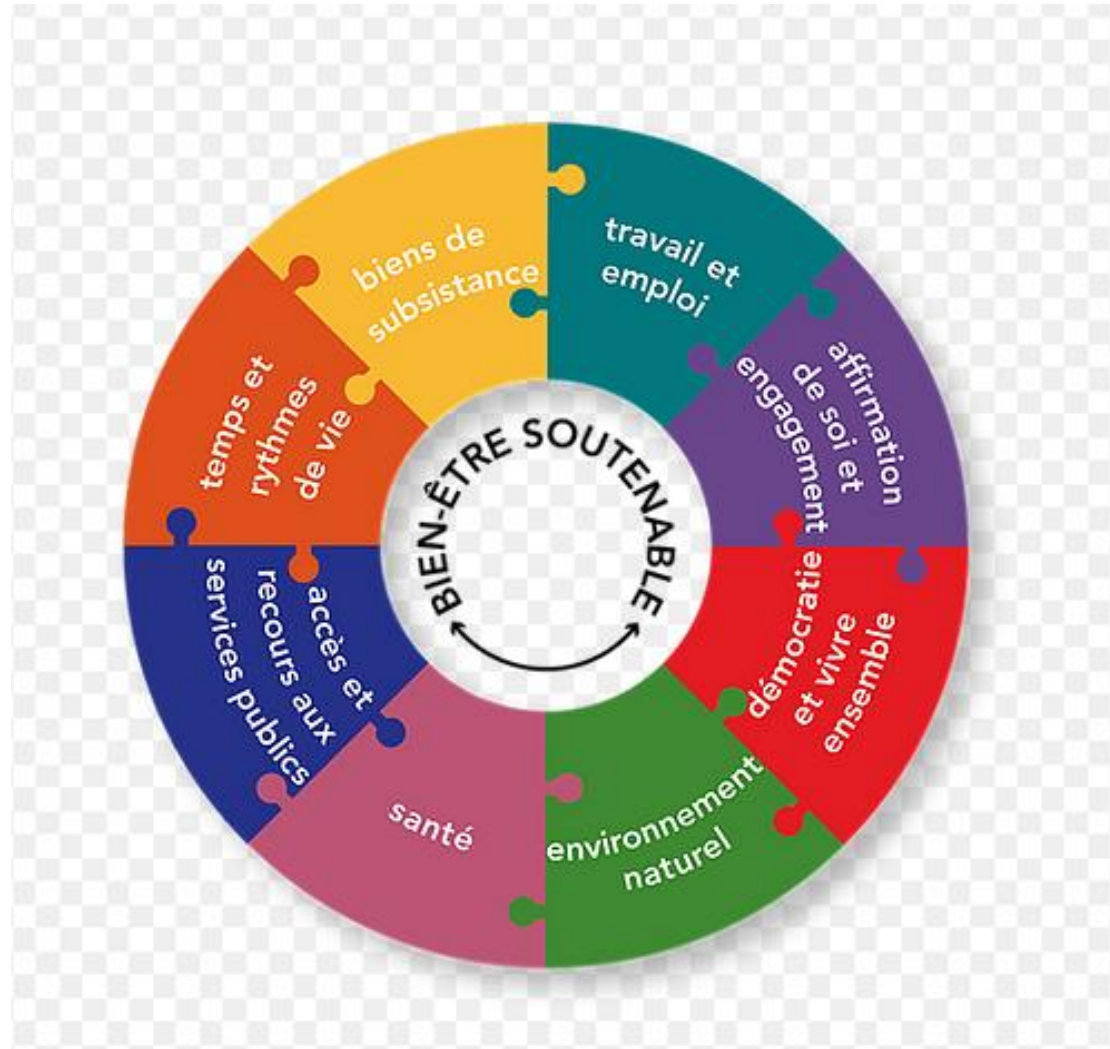 travail et
emploi
affirmation
de soi et
engagement
démocratie
et vivre
ensemble
environnement
naturel
santé
accès et
recours aux
services publics
temps et
rythmes
de vie
biens de
subsistance
BIEN-ÊTRE SOUTENABLE